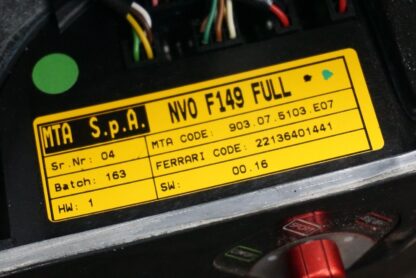 MTA S.p.A. NVO F149 FULL
Sr.Nr: 04 MTA CODE: 903.07.5103.E07
Batch: 163 FERRARI CODE: 22136401441
HW: 1 SW: 00.16